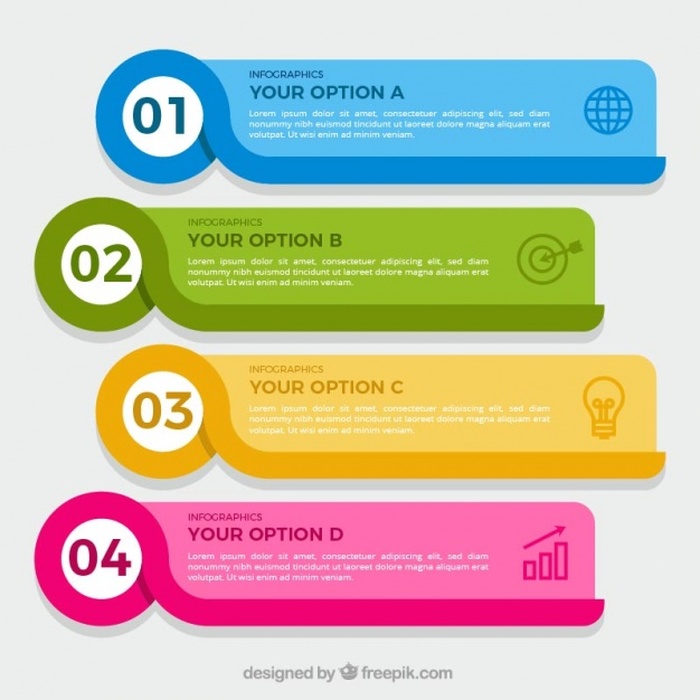 01
INFOGRAPHICS
YOUR OPTION A
Lorem ipsum dolor sit amet, consectetuer adipiscing elit, sed diam
nonummy nibh euismod tincidunt ut laoreet dolore magna aliquam erat
volutpat. Ut wisi enim ad minim veniam.
02
INFOGRAPHICS
YOUR OPTION B
Lorem ipsum dolor sit amet, consectetuer adipiscing elit, sed diam
nonummy nibh euismod tincidunt ut laoreet dolore magna aliquam erat
volutpat. Ut wisi enim ad minim veniam.
03
INFOGRAPHICS
YOUR OPTION C
Lorem ipsum dolor sit amet, consectetuer adipiscing elit, sed diam
nonummy nibh euismod tincidunt ut laoreet dolore magna aliquam erat
volutpat. Ut wisi enim ad minim veniam.
04
INFOGRAPHICS
YOUR OPTION D
Lorem ipsum dolor sit amet, consectetuer adipiscing elit, sed diam
nonummy nibh euismod tincidunt ut laoreet dolore magna aliquam erat
volutpat. Ut wisi enim ad minim veniam.
designed by freepik.com